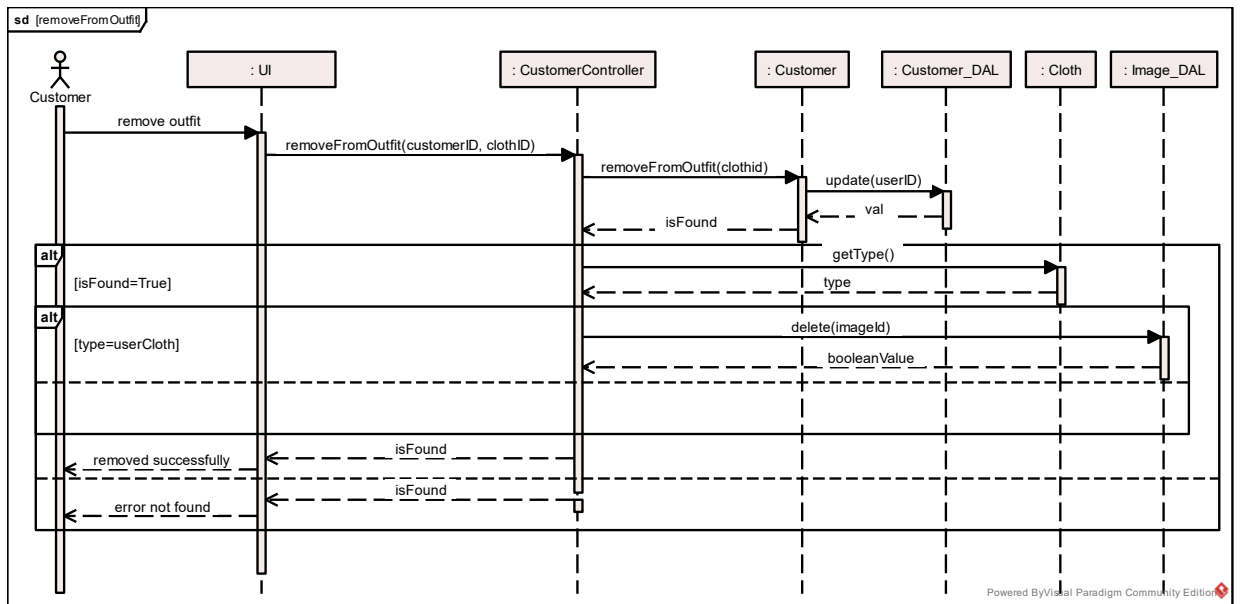 sd [removeFromOutfit]
Customer
: UI
: CustomerController
: Customer
: Customer_DAL
: Cloth
: Image_DAL
remove outfit
removeFromOutfit(customerID, clothID)
removeFromOutfit(clothid)
update(userID)
val
isFound
alt
getType()
[isFound=True]
type
alt
delete(imageId)
[type=userCloth]
booleanValue
isFound
removed successfully
isFound
error not found
Powered ByVisual Paradigm Community Edition